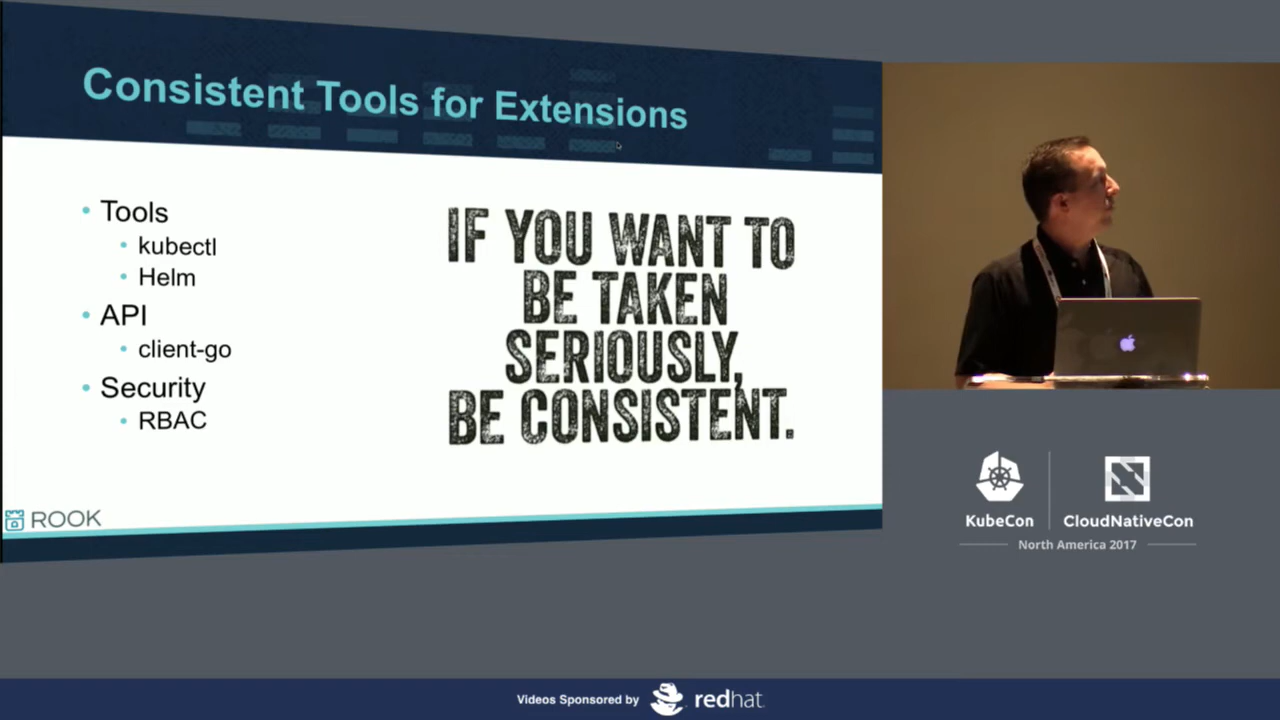 Consistent Tools for Extensions
• Tools
• kubectl
• Helm
• API
• client-go
• Security
• RBAC
IF YOU WANT TO
BE TAKEN
SERIOUSLY,
BE CONSISTENT.
ROOK
KubeCon
CloudNativeCon
North America 2017
Videos Sponsored by
redhat.